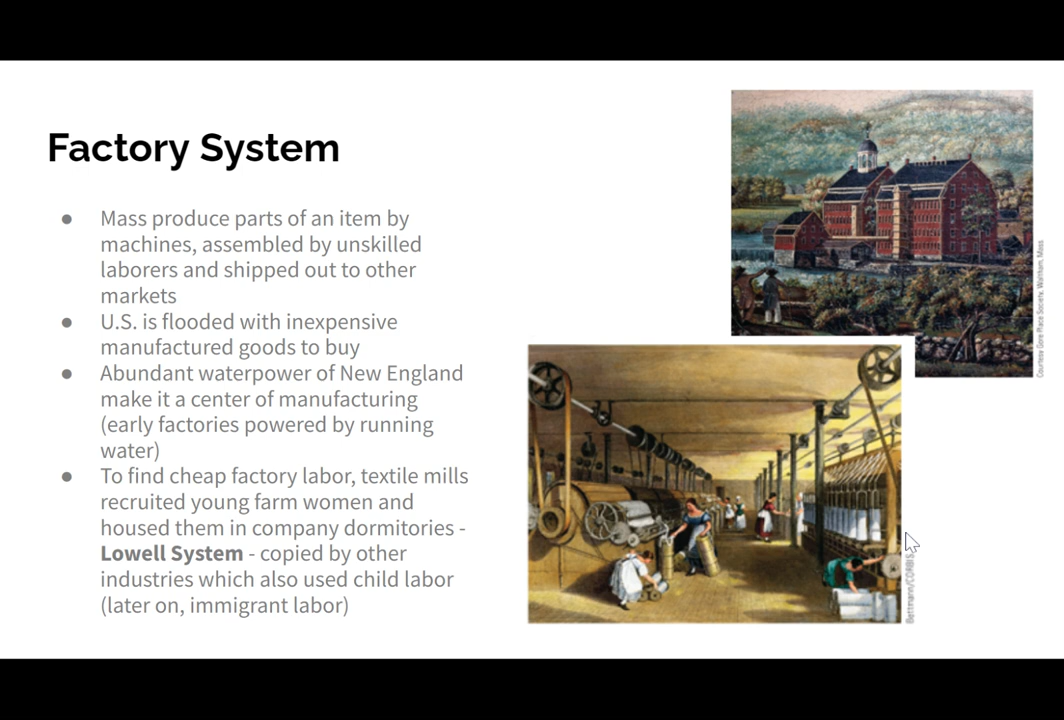 Factory System
● Mass produce parts of an item by
machines, assembled by unskilled
laborers and shipped out to other
markets
● U.S. is flooded with inexpensive
manufactured goods to buy
● Abundant waterpower of New England
make it a center of manufacturing
(early factories powered by running
water)
● To find cheap factory labor, textile mills
recruited young farm women and
housed them in company dormitories -
Lowell System - copied by other
industries which also used child labor
(later on, immigrant labor)
Courtesy Gore Place Society, Waltham, Mass
Bettmann/CORBIS